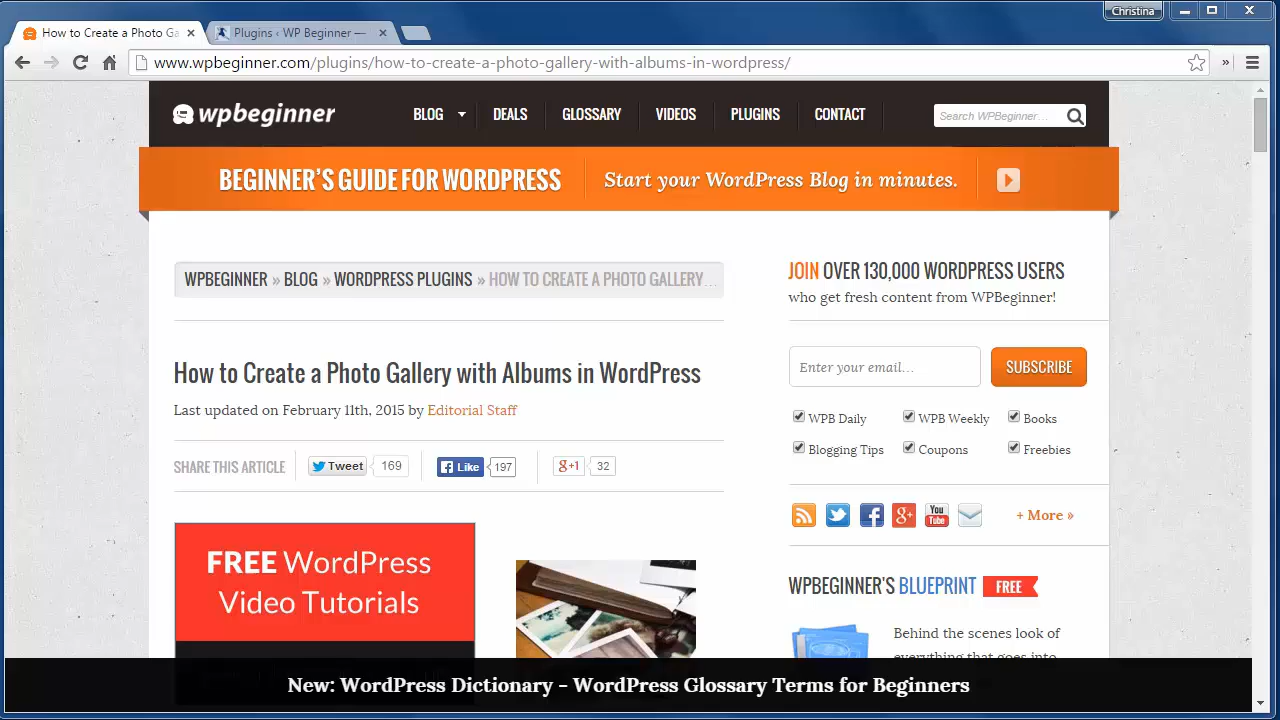 Christina
How to Create a Photo Ga
Plugins ‹ WP Beginner —
www.wpbeginner.com/plugins/how-to-create-a-photo-gallery-with-albums-in-wordpress/
»
wpbeginner
BLOG DEALS GLOSSARY VIDEOS PLUGINS CONTACT
Search WPBeginner...
BEGINNER'S GUIDE FOR WORDPRESS
Start your WordPress Blog in minutes.
WPBEGINNER » BLOG » WORDPRESS PLUGINS » HOW TO CREATE A PHOTO GALLERY...
How to Create a Photo Gallery with Albums in WordPress
Last updated on February 11th, 2015 by Editorial Staff
SHARE THIS ARTICLE
Tweet 169
Like 197
g+1 32
FREE WordPress
Video Tutorials
JOIN OVER 130,000 WORDPRESS USERS
who get fresh content from WPBeginner!
Enter your email...
SUBSCRIBE
WPB Daily WPB Weekly Books
Blogging Tips Coupons Freebies
You
Tube
+ More »
WPBEGINNER'S BLUEPRINT FREE
Behind the scenes look of
everything that goes into
New: WordPress Dictionary - WordPress Glossary Terms for Beginners